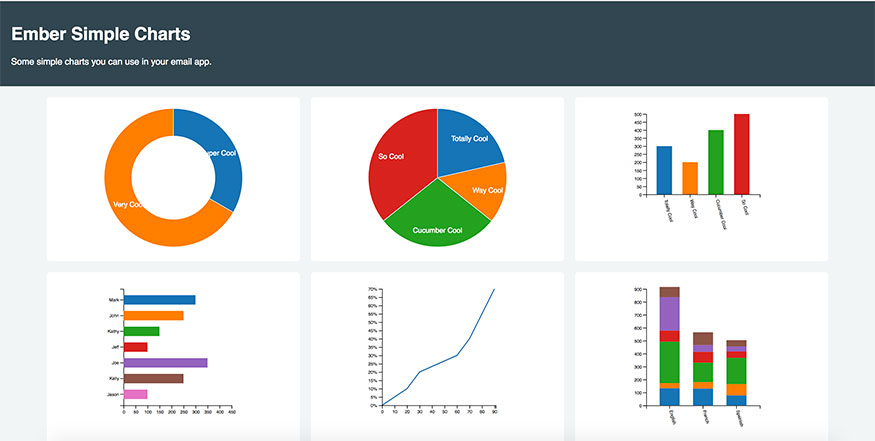 Ember Simple Charts
Some simple charts you can use in your email app.
per Cool
Very Coo
Totally Cool
So Cool
Way Cool
Cucumber Cool
500
450
400
350
300
250
200
150
100
50
0
Totally Cool
Way Cool
Cucumber Cool
So Cool
Mark
John
Kathy
Jeff
Joe
Kelly
Jason
0 50 100 150 200 250 300 350 400 450
70%
65%
60%
55%
50%
45%
40%
35%
30%
25%
20%
15%
10%
5%
0%
0 10 20 30 40 50 60 70 80 90
900
800
700
600
500
400
300
200
100
0
English
French
Spanish